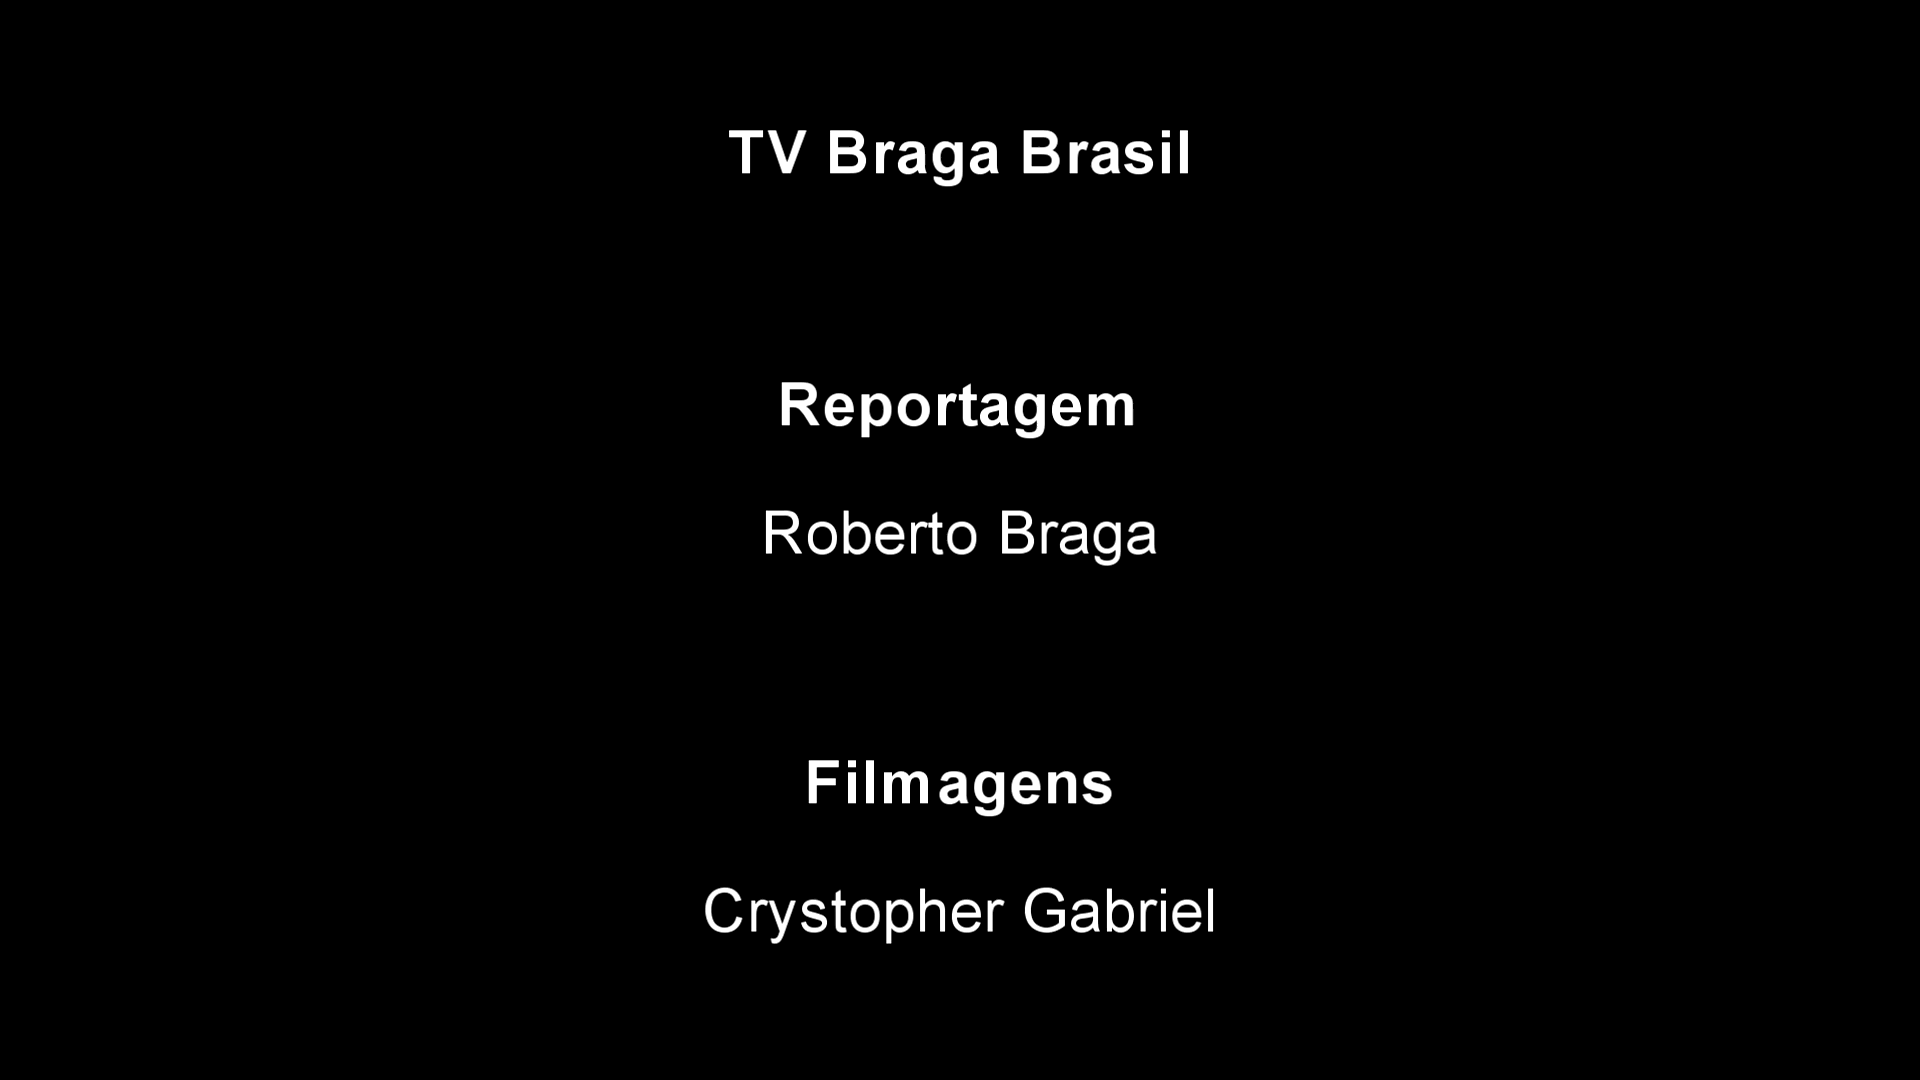 TV Braga Brasil
Reportagem
Roberto Braga
Filmagens
Crystopher Gabriel